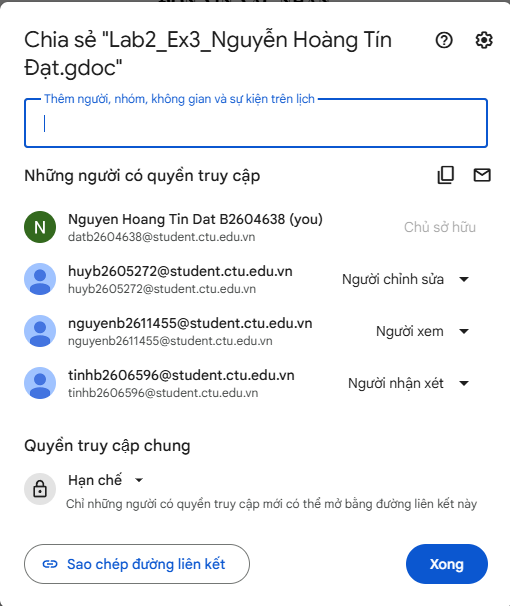 Chia sẻ "Lab2_Ex3_Nguyễn Hoàng Tín
Đạt.gdoc"
Thêm người, nhóm, không gian và sự kiện trên lịch
Những người có quyền truy cập
N
Nguyen Hoang Tin Dat B2604638 (you)
datb2604638@student.ctu.edu.vn
Chủ sở hữu
huyb2605272@student.ctu.edu.vn
huyb2605272@student.ctu.edu.vn
Người chỉnh sửa
nguyenb2611455@student.ctu.edu.vn
nguyenb2611455@student.ctu.edu.vn
Người xem
tinhb2606596@student.ctu.edu.vn
tinhb2606596@student.ctu.edu.vn
Người nhận xét
Quyền truy cập chung
Hạn chế
Chỉ những người có quyền truy cập mới có thể mở bằng đường liên kết này
Sao chép đường liên kết
Xong